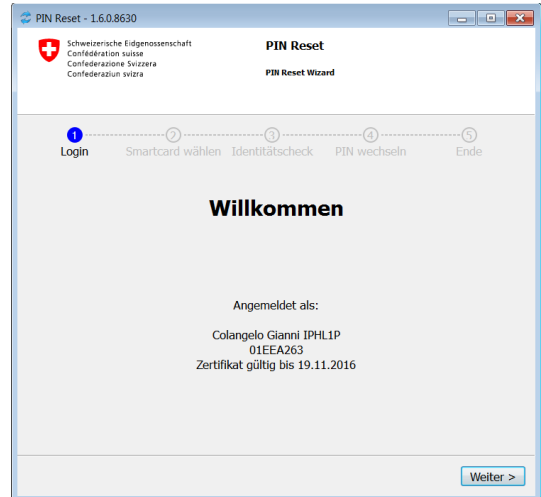 PIN Reset - 1.6.0.8630
Schweizerische Eidgenossenschaft
Confédération suisse
Confederazione Svizzera
Confederaziun svizra
PIN Reset
PIN Reset Wizard
1 2 3 4 5
Login Smartcard wählen Identitätscheck PIN wechseln Ende
Willkommen
Angemeldet als:
Colangelo Gianni IPHL1P
01EEA263
Zertifikat gültig bis 19.11.2016
Weiter >